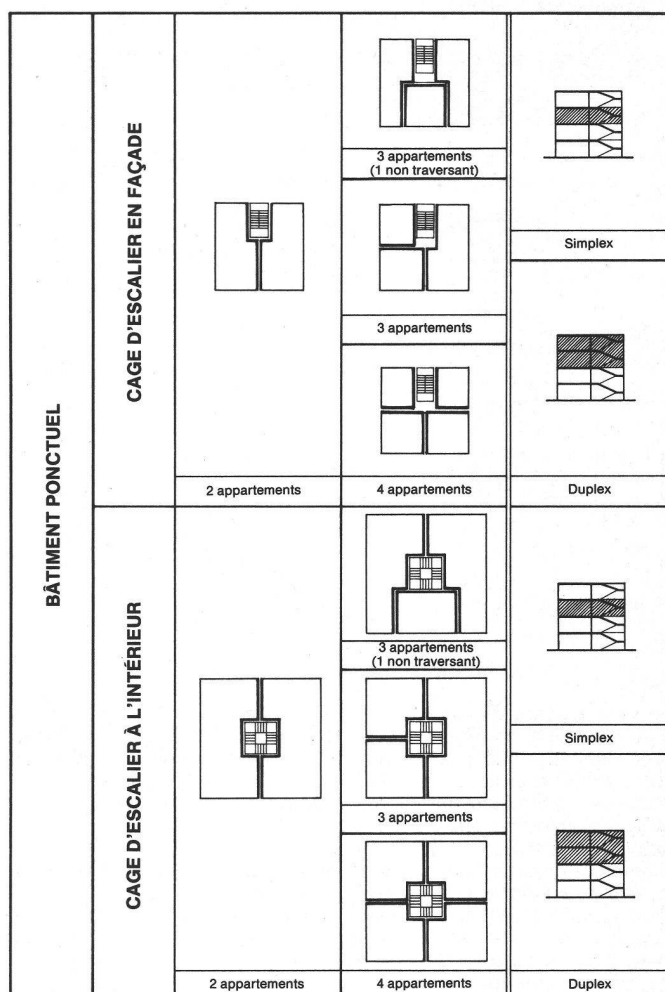 BÂTIMENT PONCTUEL
CAGE D'ESCALIER EN FAÇADE
2 appartements
3 appartements
(1 non traversant)
3 appartements
4 appartements
Simplex
Duplex
CAGE D'ESCALIER À L'INTÉRIEUR
2 appartements
3 appartements
(1 non traversant)
3 appartements
4 appartements
Simplex
Duplex